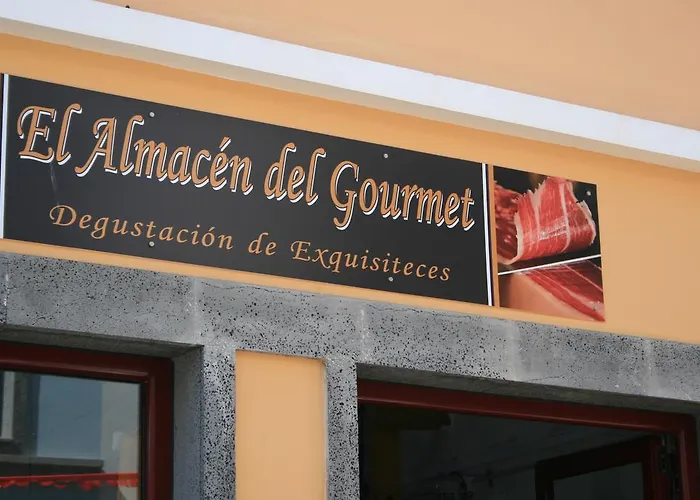 El Almacén del Gourmet
Degustación de Exquisiteces